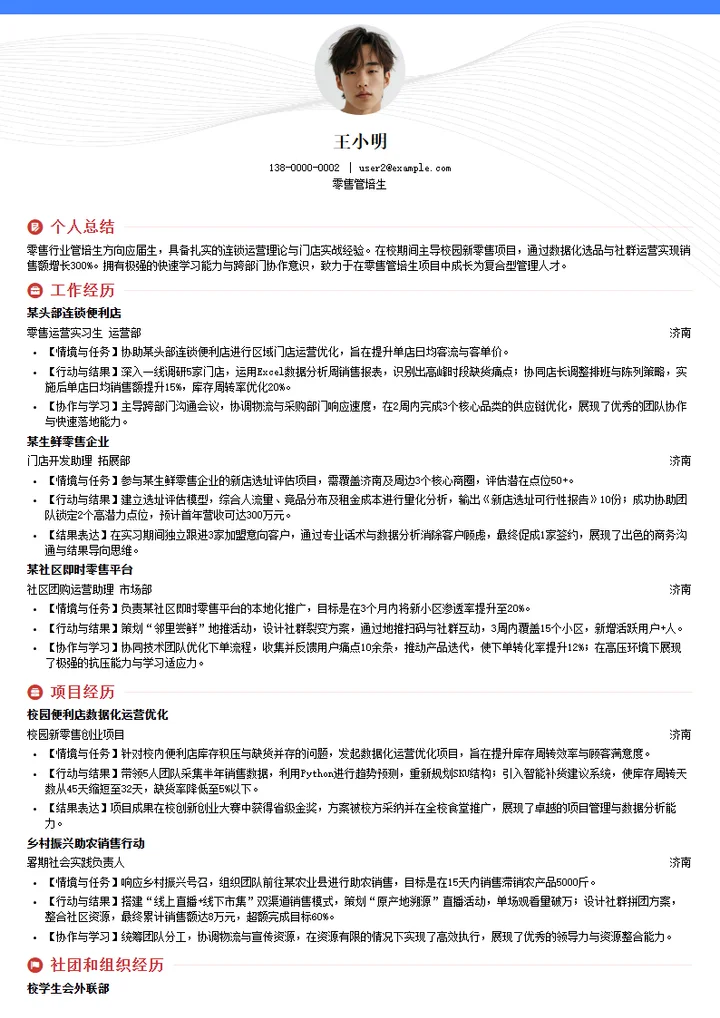 王小明
138-0000-0002 | user2@example.com
零售管培生
个人总结
零售行业管培生方向应届生，具备扎实的连锁运营理论与门店实战经验。在校期间主导校园新零售项目，通过数据化选品与社群运营实现销
售额增长300%。拥有极强的快速学习能力与跨部门协作意识，致力于在零售管培生项目中成长为复合型管理人才。
工作经历
某头部连锁便利店
零售运营实习生 运营部 济南
• 【情境与任务】协助某头部连锁便利店进行区域门店运营优化，旨在提升单店日均客流与客单价。
• 【行动与结果】深入一线调研5家门店，运用Excel数据分析周销售报表，识别出高峰时段缺货痛点；协同店长调整排班与陈列策略，实
施后单店日均销售额提升15%，库存周转率优化20%。
• 【协作与学习】主导跨部门沟通会议，协调物流与采购部门响应速度，在2周内完成3个核心品类的供应链优化，展现了优秀的团队协作
与快速落地能力。
某生鲜零售企业
门店开发助理 拓展部 济南
• 【情境与任务】参与某生鲜零售企业的新店选址评估项目，需覆盖济南及周边3个核心商圈，评估潜在点位50+。
• 【行动与结果】建立选址评估模型，综合人流量、竞品分布及租金成本进行量化分析，输出《新店选址可行性报告》10份；成功协助团
队锁定2个高潜力点位，预计首年营收可达300万元。
• 【结果表达】在实习期间独立跟进3家加盟意向客户，通过专业话术与数据分析消除客户顾虑，最终促成1家签约，展现了出色的商务沟
通与结果导向思维。
某社区即时零售平台
社区团购运营助理 市场部 济南
• 【情境与任务】负责某社区即时零售平台的本地化推广，目标是在3个月内将新小区渗透率提升至20%。
• 【行动与结果】策划“邻里尝鲜”地推活动，设计社群裂变方案，通过地推扫码与社群互动，3周内覆盖15个小区，新增活跃用户+人。
• 【协作与学习】协同技术团队优化下单流程，收集并反馈用户痛点10余条，推动产品迭代，使下单转化率提升12%；在高压环境下展现
了极强的抗压能力与学习适应力。
项目经历
校园便利店数据化运营优化
校园新零售创业项目 济南
• 【情境与任务】针对校内便利店库存积压与缺货并存的问题，发起数据化运营优化项目，旨在提升库存周转效率与顾客满意度。
• 【行动与结果】带领5人团队采集半年销售数据，利用Python进行趋势预测，重新规划SKU结构；引入智能补货建议系统，使库存周转天
数从45天缩短至32天，缺货率降低至5%以下。
• 【结果表达】项目成果在校创新创业大赛中获得省级金奖，方案被校方采纳并在全校食堂推广，展现了卓越的项目管理与数据分析能
力。
乡村振兴助农销售行动
暑期社会实践负责人 济南
• 【情境与任务】响应乡村振兴号召，组织团队前往某农业县进行助农销售，目标是在15天内销售滞销农产品5000斤。
• 【行动与结果】搭建“线上直播+线下市集”双渠道销售模式，策划“原产地溯源”直播活动，单场观看量破万；设计社群拼团方案，
整合社区资源，最终累计销售额达8万元，超额完成目标60%。
• 【协作与学习】统筹团队分工，协调物流与宣传资源，在资源有限的情况下实现了高效执行，展现了优秀的领导力与资源整合能力。
社团和组织经历
校学生会外联部